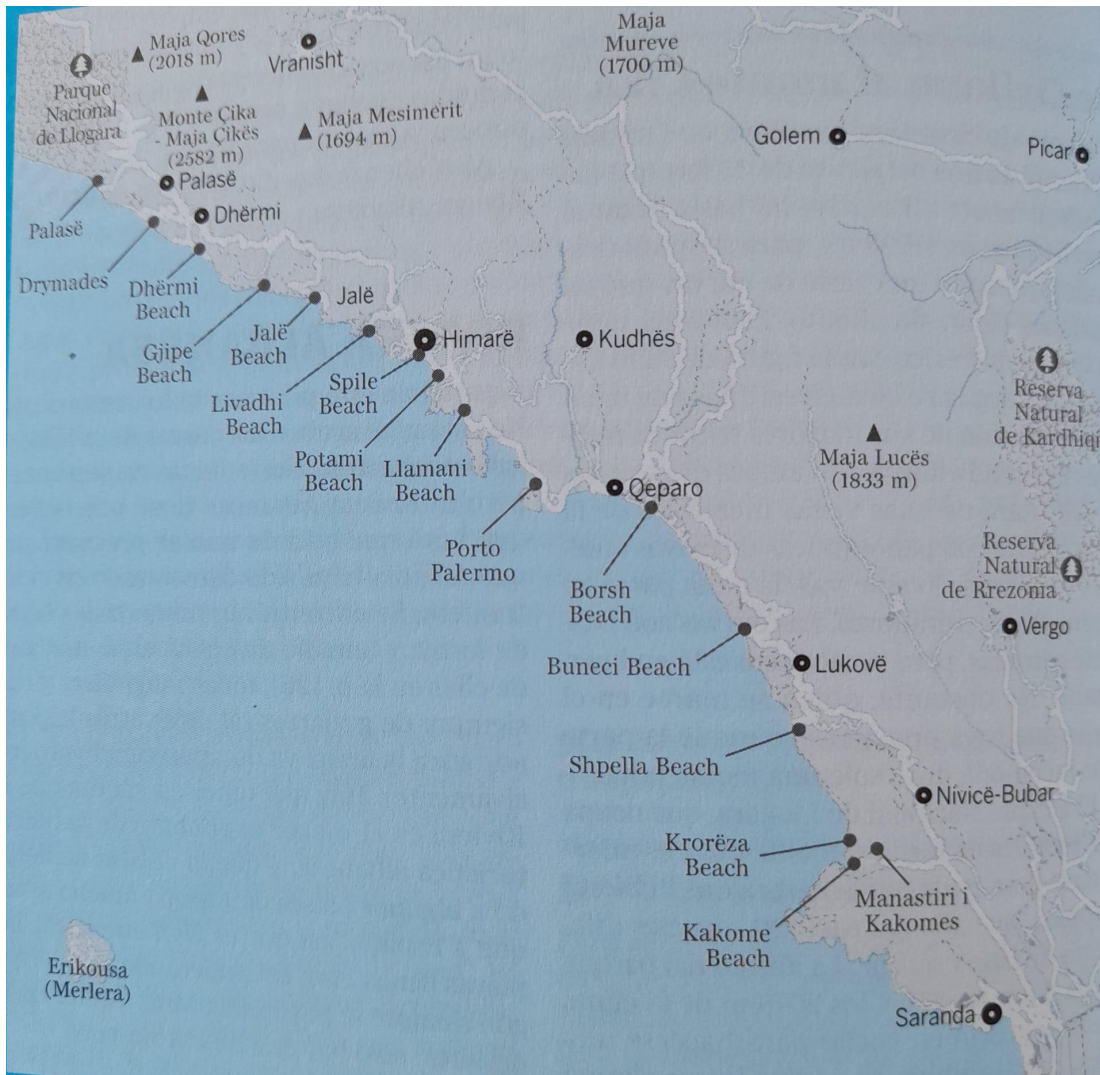 Maja Qores
(2018 m)
Vranisht
Maja
Mureve
(1700 m)
Parque
Nacional
de Llogara
Monte Çika
- Maja Çikës
(2582 m)
Maja Mesimerit
(1694 m)
Golem
Picar
Palasë
Dhërmi
Palasë
Drymades
Dhërmi
Beach
Jalë
Gjipe
Beach
Jalë
Beach
Himarë
Kudhës
Livadhi
Beach
Spile
Beach
Reserva
Natural
de Kardhiqi
Potami
Beach
Llamani
Beach
Maja Lucës
(1833 m)
Qeparo
Porto
Palermo
Borsh
Beach
Reserva
Natural
de Rrezonia
Vergo
Buneci Beach
Lukovë
Shpella Beach
Nivicë-Bubar
Krorëza
Beach
Manastiri i
Kakomes
Kakome
Beach
Erikousa
(Merlera)
Saranda